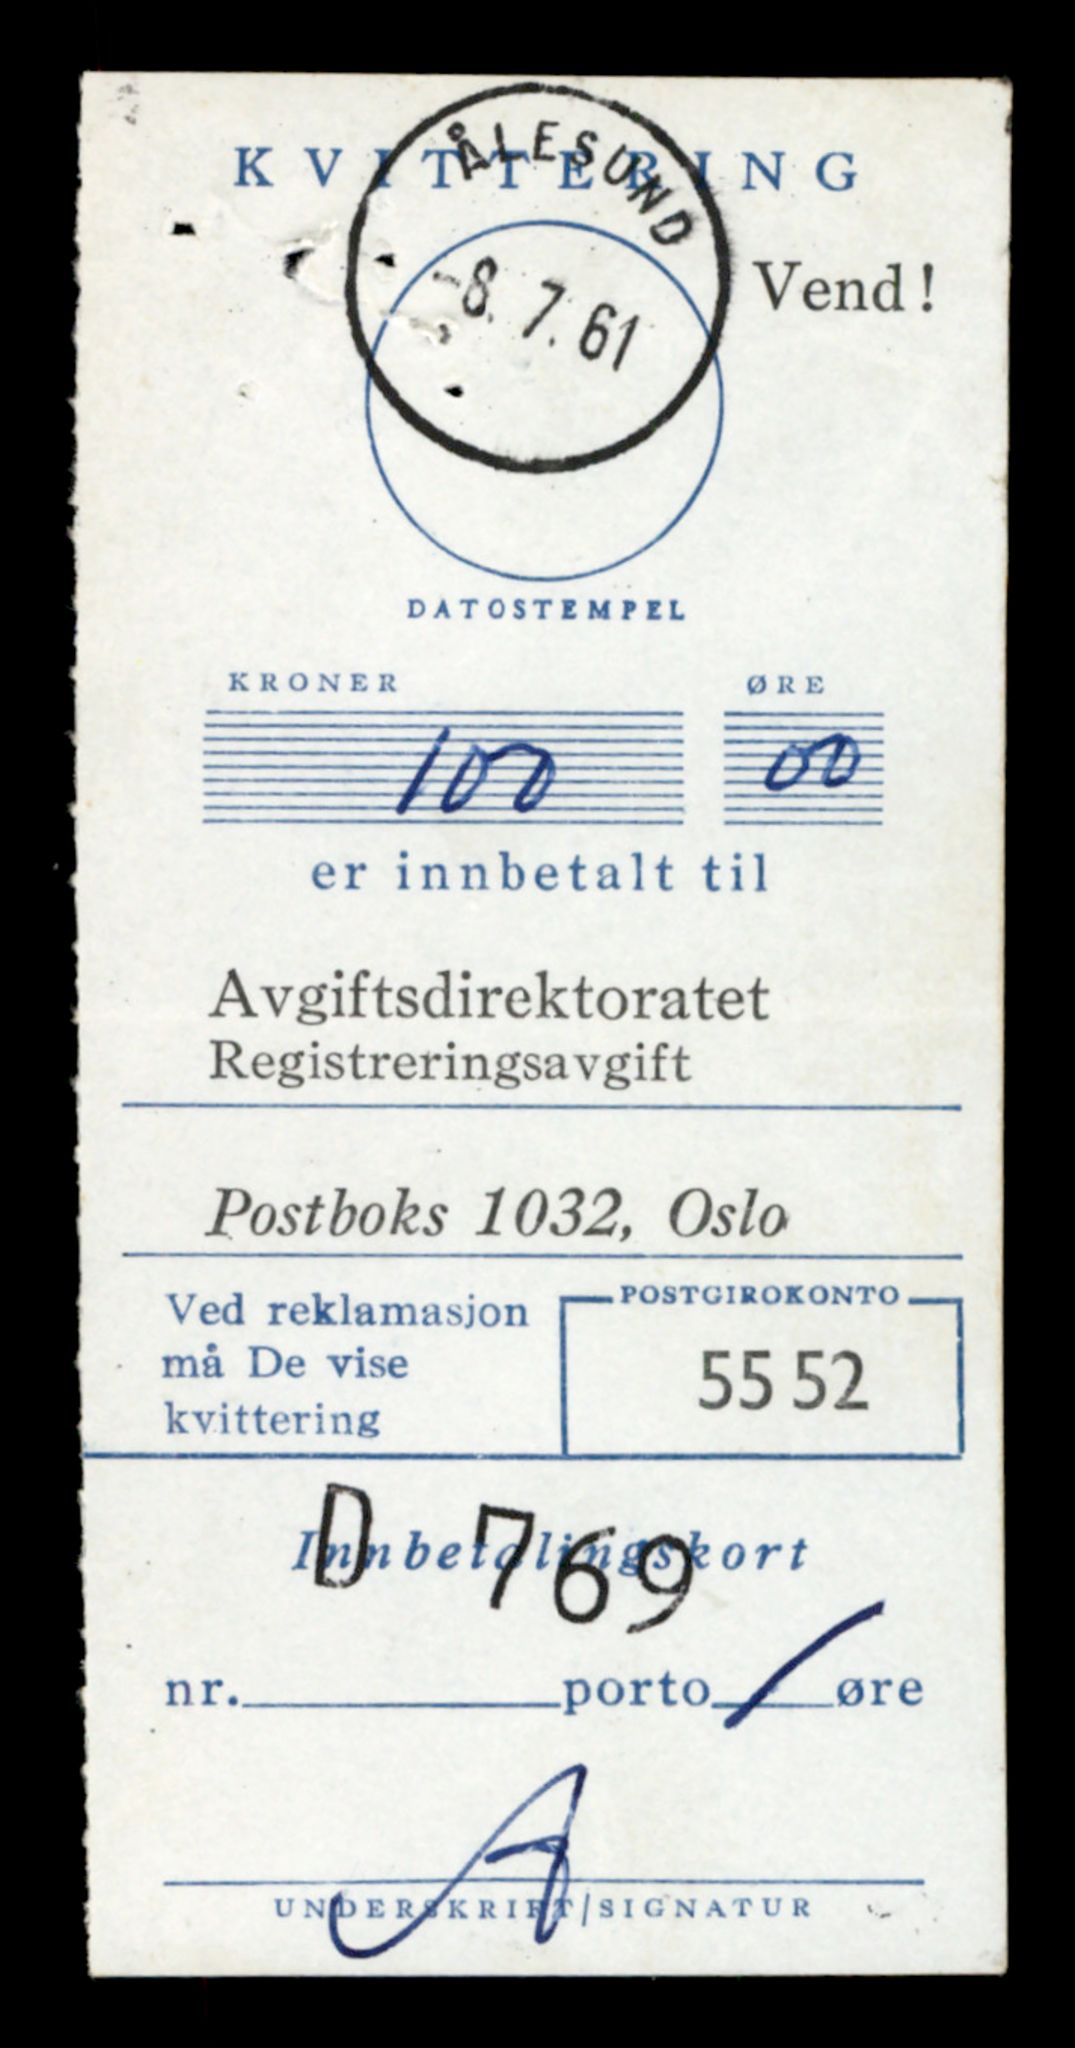 KVITTERING
ÅLESUND
-8.7.61
Vend!
DATOSTEMPEL
KRONER ØRE
100 00
er innbetalt til
Avgiftsdirektoratet
Registreringsavgift
Postboks 1032, Oslo
Ved reklamasjon
må De vise
kvittering
POSTGIROKONTO
55 52
D 769
Innbetalingskort
nr. porto / øre
A
UNDERSKRIFT/SIGNATUR